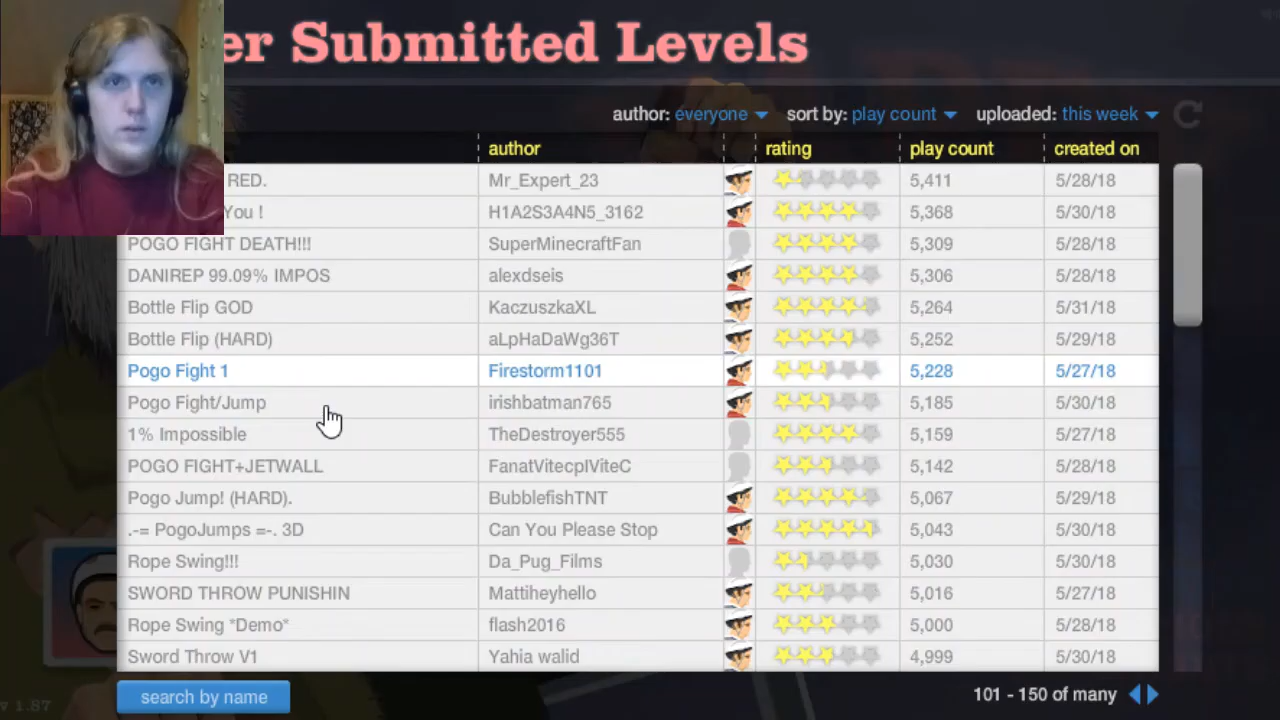 er Submitted Levels
author: everyone sort by: play count uploaded: this week
author rating play count created on
RED. Mr_Expert_23 5,411 5/28/18
You ! H1A2S3A4N5_3162 5,368 5/30/18
POGO FIGHT DEATH!!! SuperMinecraftFan 5,309 5/28/18
DANIREP 99.09% IMPOS alexdseis 5,306 5/28/18
Bottle Flip GOD KaczuszkaXL 5,264 5/31/18
Bottle Flip (HARD) aLpHaDaWg36T 5,252 5/29/18
Pogo Fight 1 Firestorm1101 5,228 5/27/18
Pogo Fight/Jump irishbatman765 5,185 5/30/18
1% Impossible TheDestroyer555 5,159 5/27/18
POGO FIGHT+JETWALL FanatVitecpIViteC 5,142 5/28/18
Pogo Jump! (HARD). BubblefishTNT 5,067 5/29/18
.-= PogoJumps =-. 3D Can You Please Stop 5,043 5/30/18
Rope Swing!!! Da_Pug_Films 5,030 5/30/18
SWORD THROW PUNISHIN Mattiheyhello 5,016 5/27/18
Rope Swing *Demo* flash2016 5,000 5/28/18
Sword Throw V1 Yahia walid 4,999 5/30/18
search by name 101 - 150 of many
v 1.87